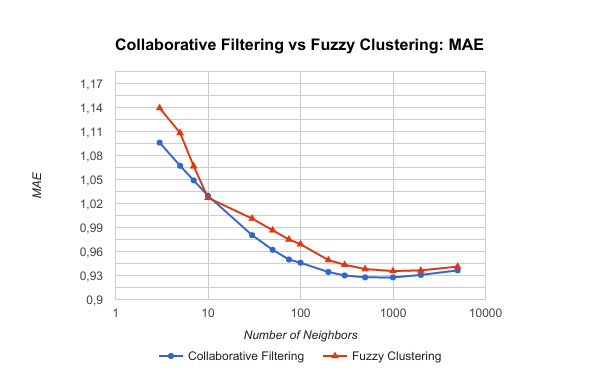 Collaborative Filtering vs Fuzzy Clustering: MAE
1,17
1,14
1,11
1,08
1,05
1,02
0,99
0,96
0,93
0,9
MAE
1 10 100 1000 10000
Number of Neighbors
Collaborative Filtering Fuzzy Clustering